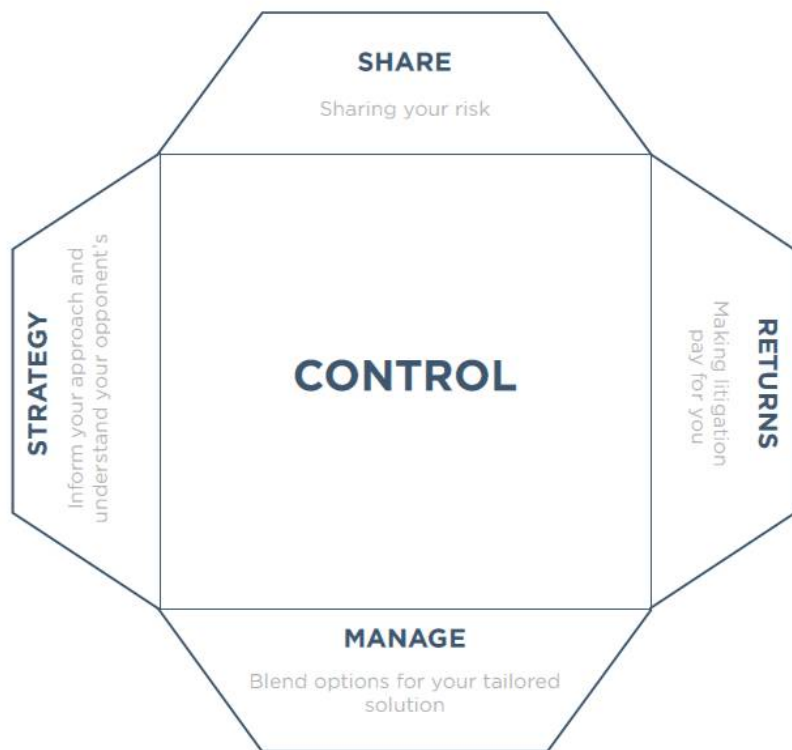 SHARE
Sharing your risk
STRATEGY
Inform your approach and
understand your opponent's
CONTROL
RETURNS
Making litigation
pay for you
MANAGE
Blend options for your tailored
solution